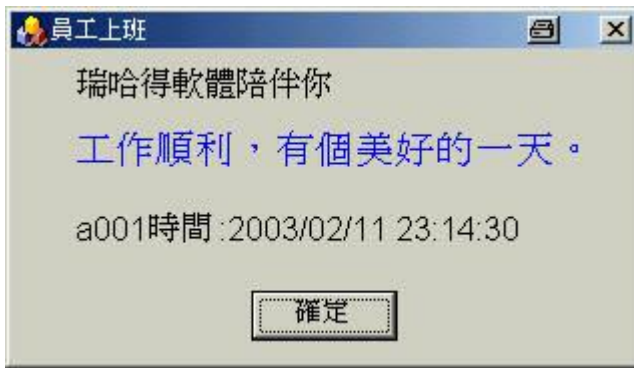 員工上班
瑞哈得軟體陪伴你
工作順利，有個美好的一天。
a001時間:2003/02/11 23:14:30
確定